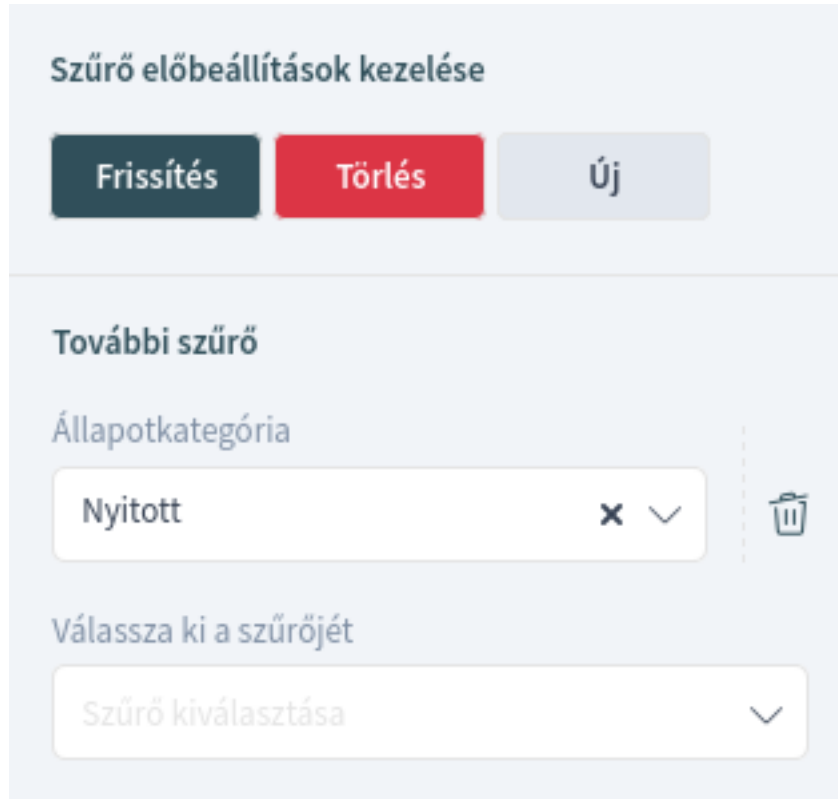 Szűrő előbeállítások kezelése
Frissítés Törlés Új
További szűrő
Állapotkategória
Nyitott
Válassza ki a szűrőjét
Szűrő kiválasztása